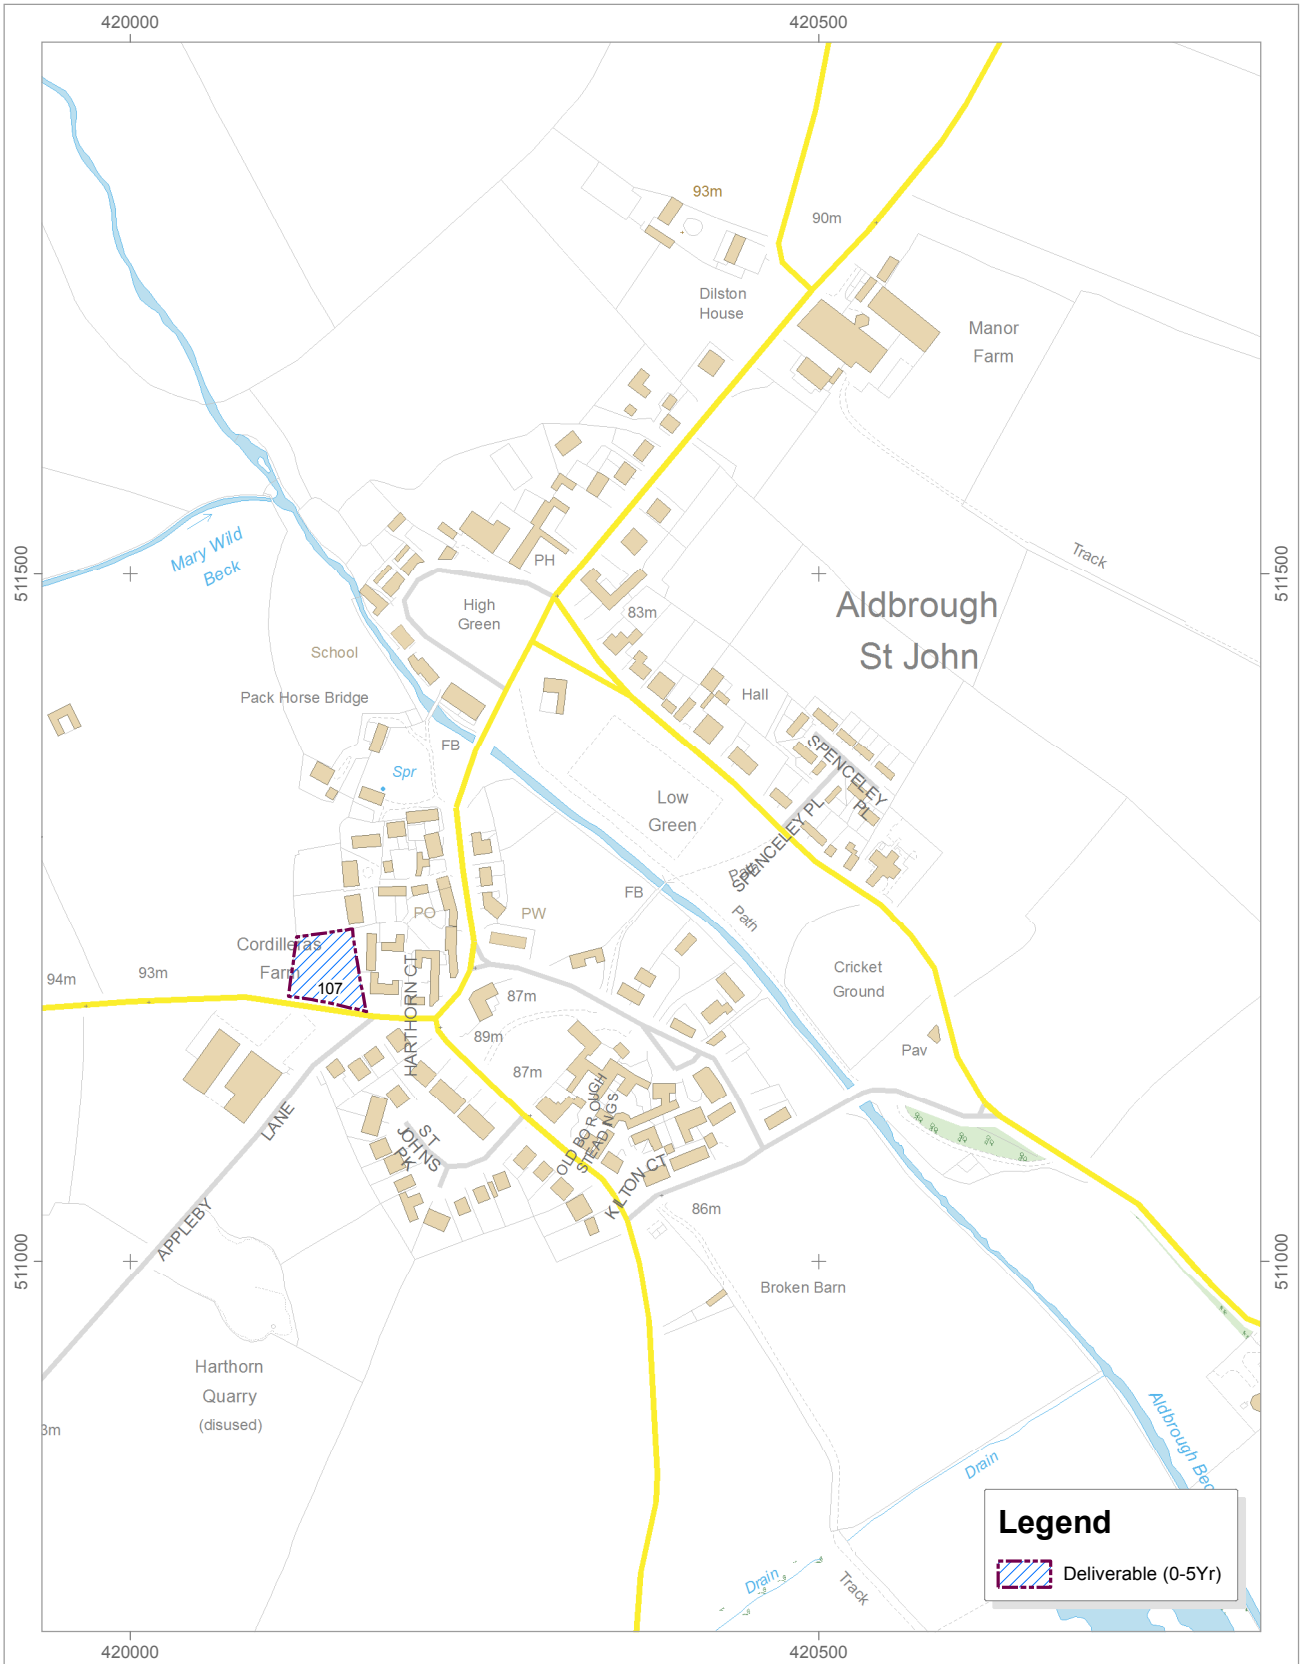 420000
420500
93m
90m
Dilston
House
Manor
Farm
511500
511500
Mary Wild
Beck
PH
Track
High
Green
83m
Aldbrough
St John
School
Pack Horse Bridge
Hall
FB
Spr
SPENCELEY
PL
Low
Green
SPENCELEY PL
Path
FB
Path
PO
PW
Cordilleras
Farm
94m
93m
107
HARTHORN CT
87m
Cricket
Ground
89m
Pav
87m
LANE
OLD BOROUGH
STEADINGS
ST
JOHNS
PK
KILTON CT
APPLEBY
86m
511000
511000
Broken Barn
Harthorn
Quarry
(disused)
3m
Aldbrough Bec
Drain
Legend
Deliverable (0-5Yr)
Drain
Track
420000
420500